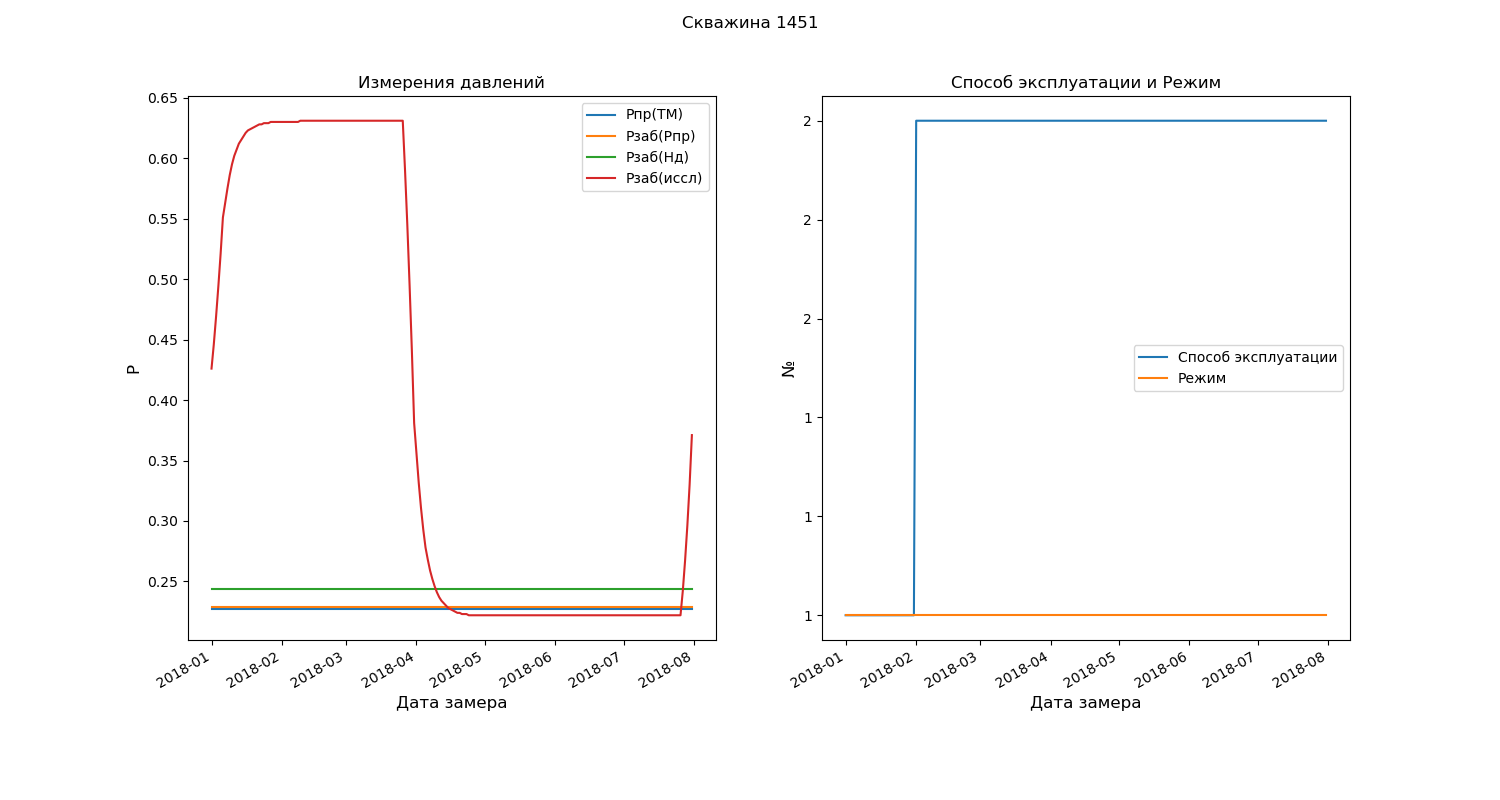 Скважина 1451
Измерения давлений
0.65
0.60
0.55
0.50
0.45
0.40
0.35
0.30
0.25
P
Рпр(ТМ)
Рзаб(Рпр)
Рзаб(Нд)
Рзаб(иссл)
2018-01
2018-02
2018-03
2018-04
2018-05
2018-06
2018-07
2018-08
Дата замера
Способ эксплуатации и Режим
2
2
2
1
1
1
№
Способ эксплуатации
Режим
2018-01
2018-02
2018-03
2018-04
2018-05
2018-06
2018-07
2018-08
Дата замера